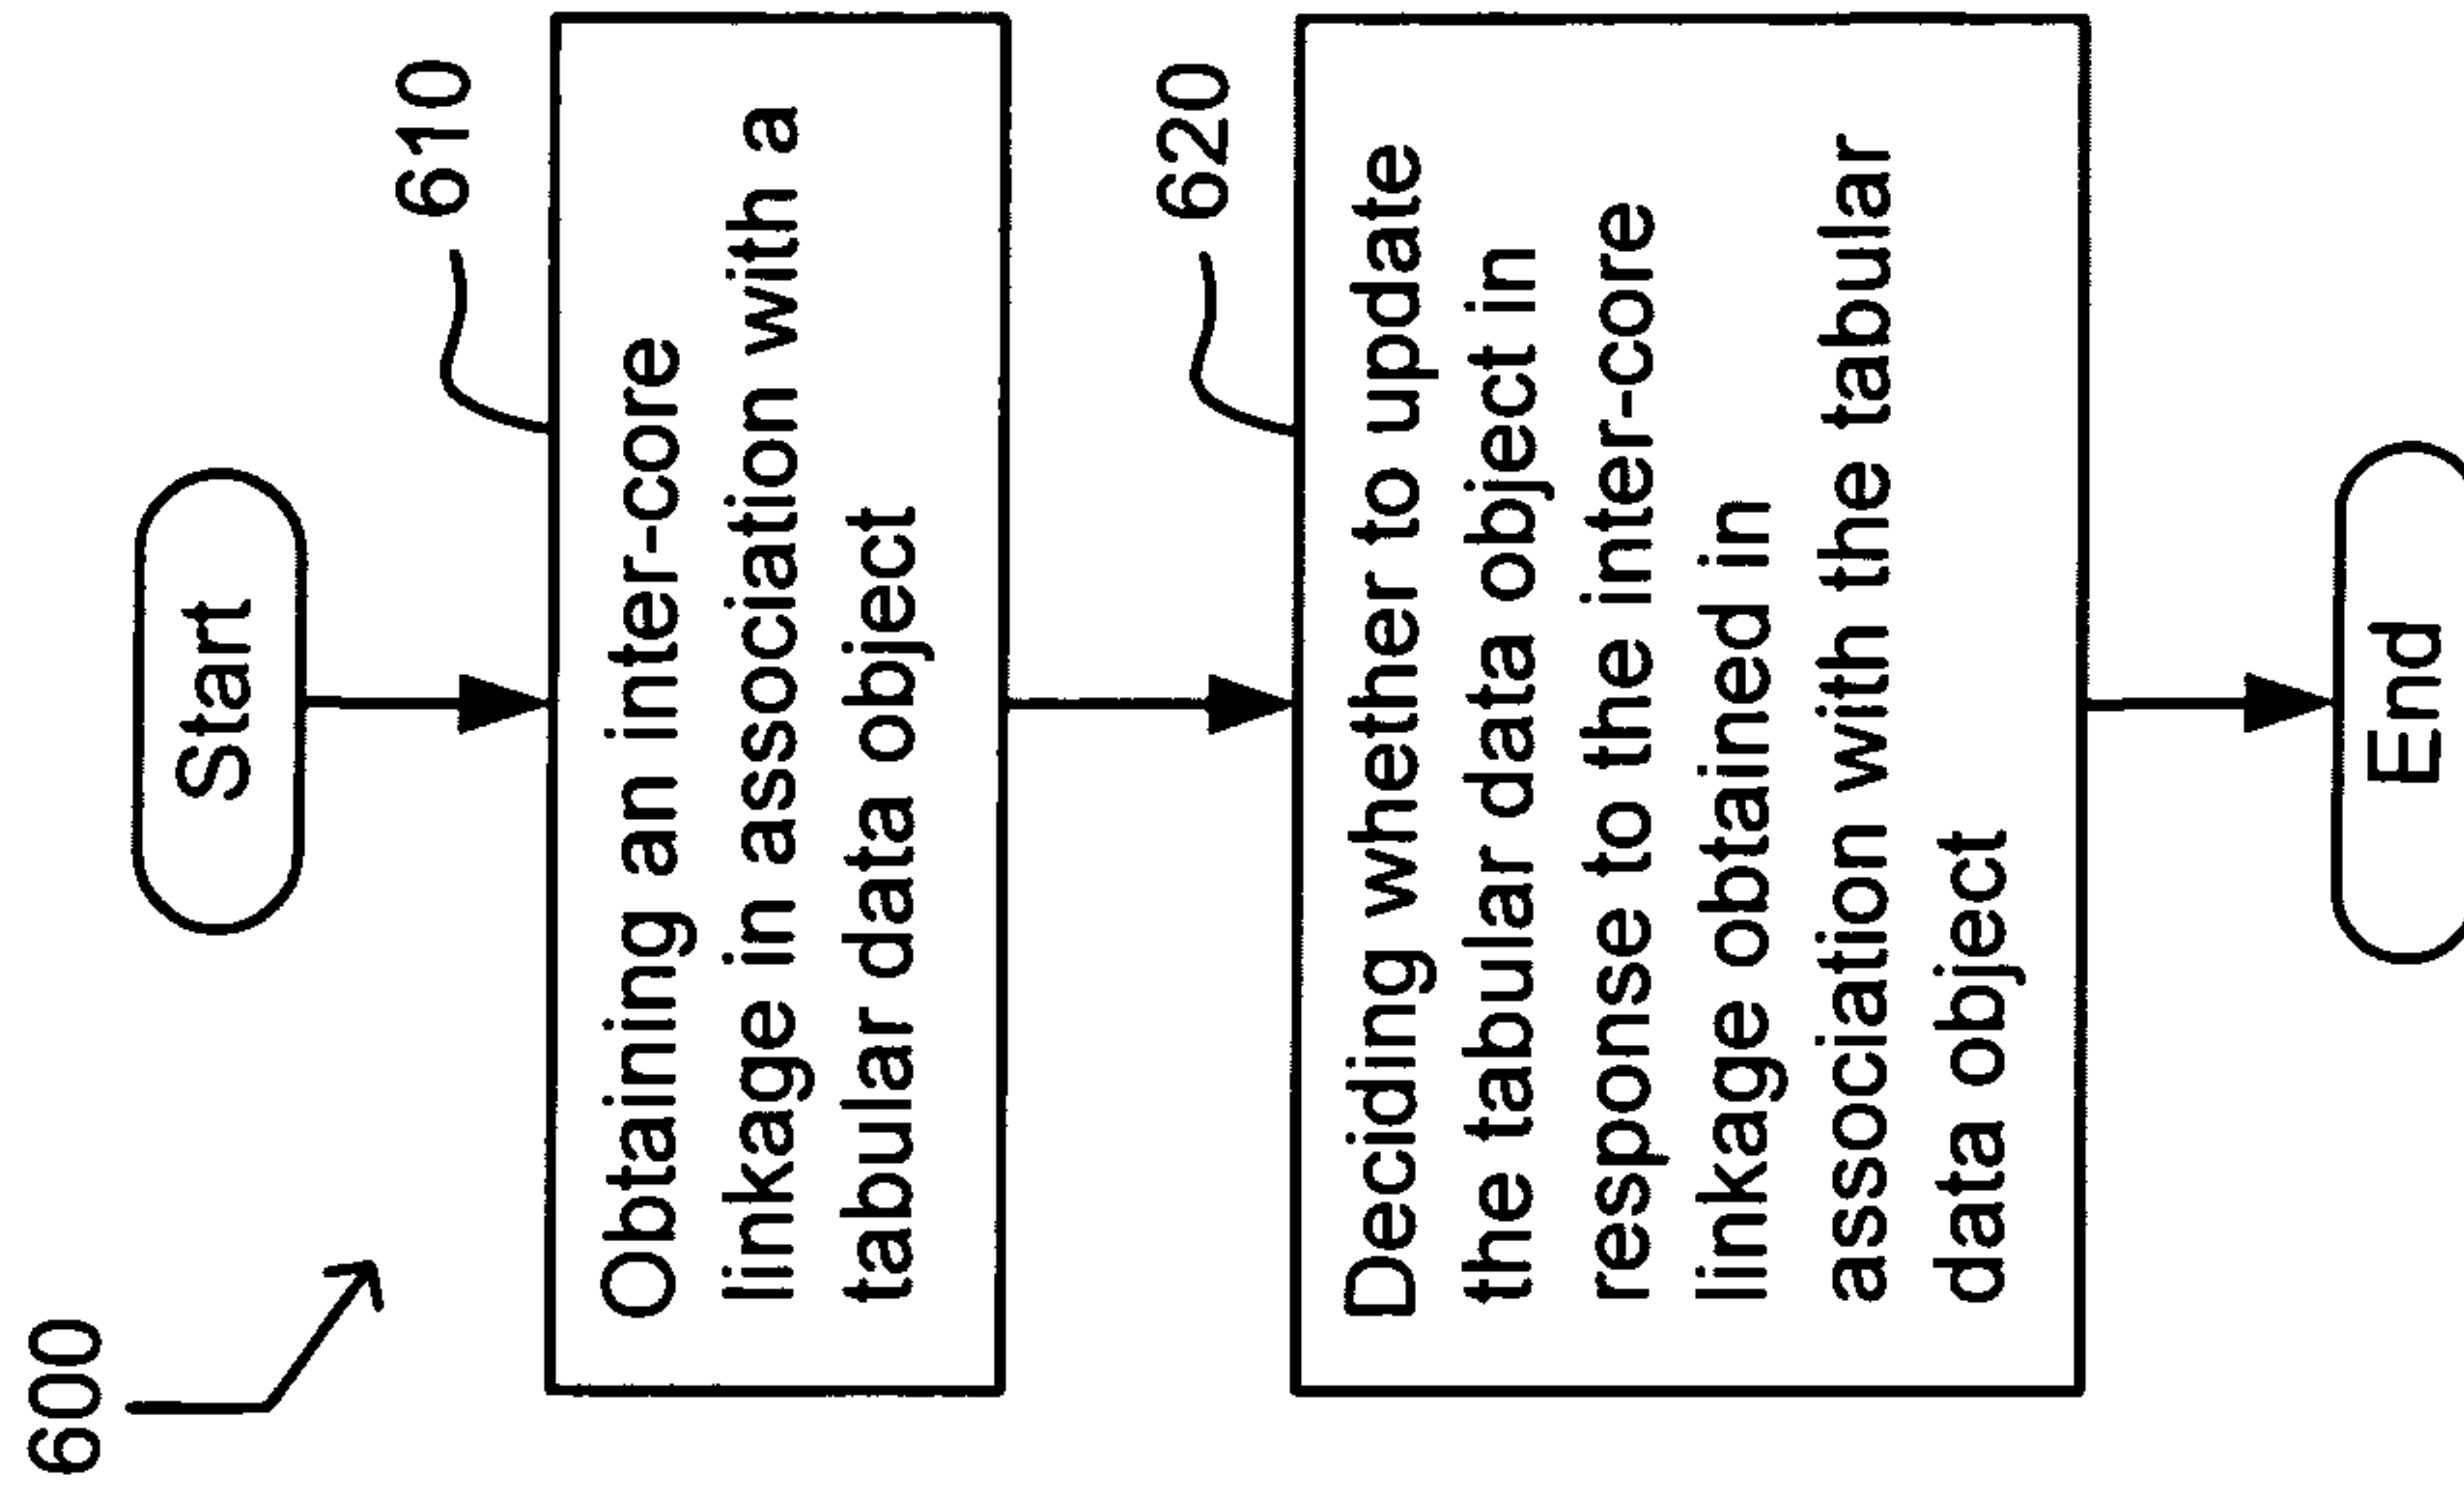 600
Start
610
Obtaining an inter-core
linkage in association with a
tabular data object
620
Deciding whether to update
the tabular data object in
response to the inter-core
linkage obtained in
association with the tabular
data object
End